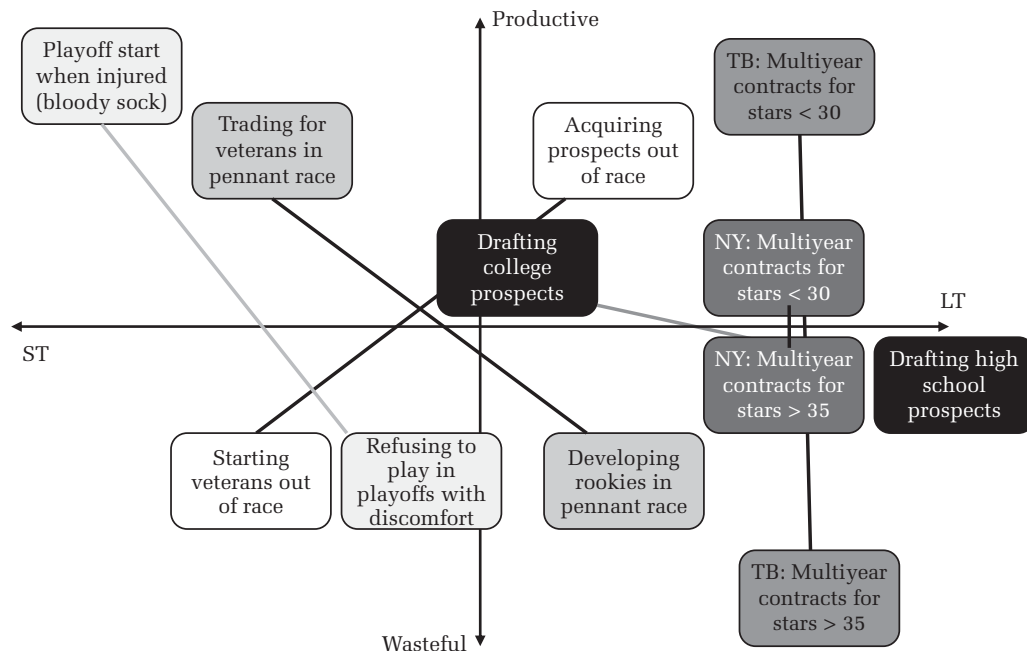 Productive
Playoff start
when injured
(bloody sock)
TB: Multiyear
contracts for
stars < 30
Trading for
veterans in
pennant race
Acquiring
prospects out
of race
Drafting
college
prospects
NY: Multiyear
contracts for
stars < 30
LT
ST
NY: Multiyear
contracts for
stars > 35
Drafting high
school
prospects
Starting
veterans out
of race
Refusing to
play in
playoffs with
discomfort
Developing
rookies in
pennant race
TB: Multiyear
contracts for
stars > 35
Wasteful